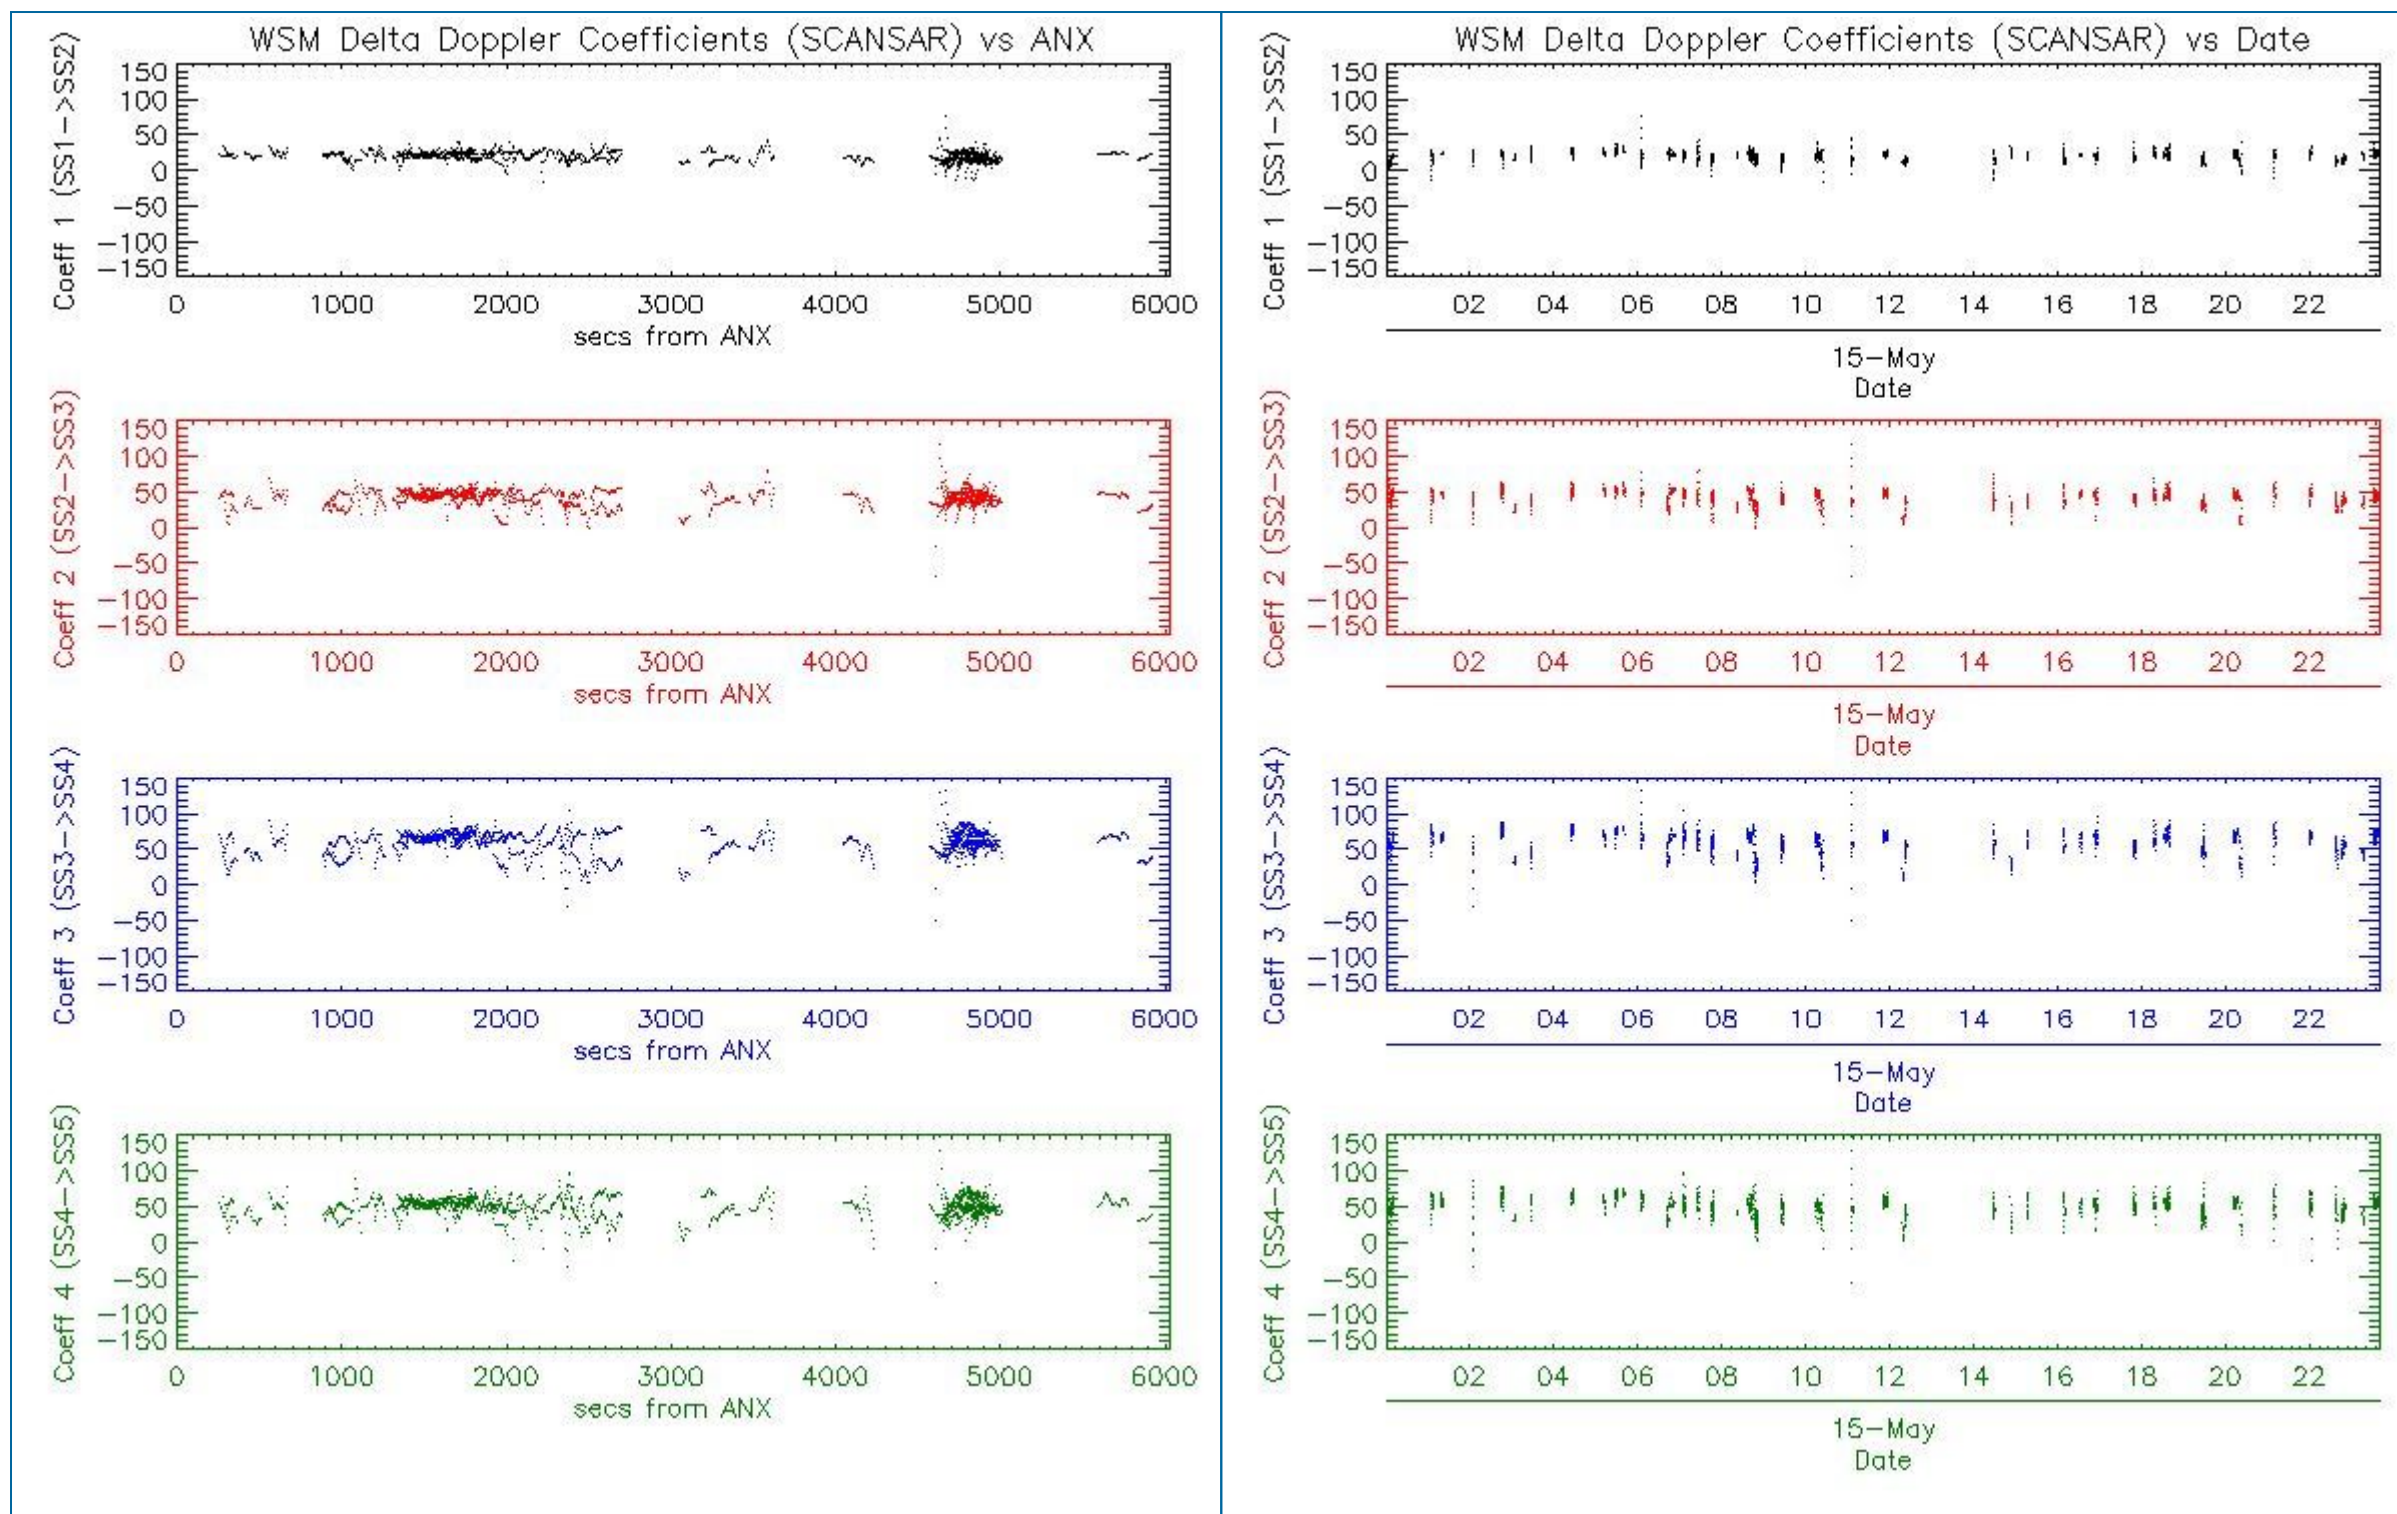 WSM Delta Doppler Coefficients (SCANSAR) vs ANX
Coeff 1 (SS1->SS2)
150
100
50
0
-50
-100
-150
0 1000 2000 3000 4000 5000 6000
secs from ANX
Coeff 2 (SS2->SS3)
150
100
50
0
-50
-100
-150
0 1000 2000 3000 4000 5000 6000
secs from ANX
Coeff 3 (SS3->SS4)
150
100
50
0
-50
-100
-150
0 1000 2000 3000 4000 5000 6000
secs from ANX
Coeff 4 (SS4->SS5)
150
100
50
0
-50
-100
-150
0 1000 2000 3000 4000 5000 6000
secs from ANX
WSM Delta Doppler Coefficients (SCANSAR) vs Date
Coeff 1 (SS1->SS2)
150
100
50
0
-50
-100
-150
02 04 06 08 10 12 14 16 18 20 22
15-May
Date
Coeff 2 (SS2->SS3)
150
100
50
0
-50
-100
-150
02 04 06 08 10 12 14 16 18 20 22
15-May
Date
Coeff 3 (SS3->SS4)
150
100
50
0
-50
-100
-150
02 04 06 08 10 12 14 16 18 20 22
15-May
Date
Coeff 4 (SS4->SS5)
150
100
50
0
-50
-100
-150
02 04 06 08 10 12 14 16 18 20 22
15-May
Date